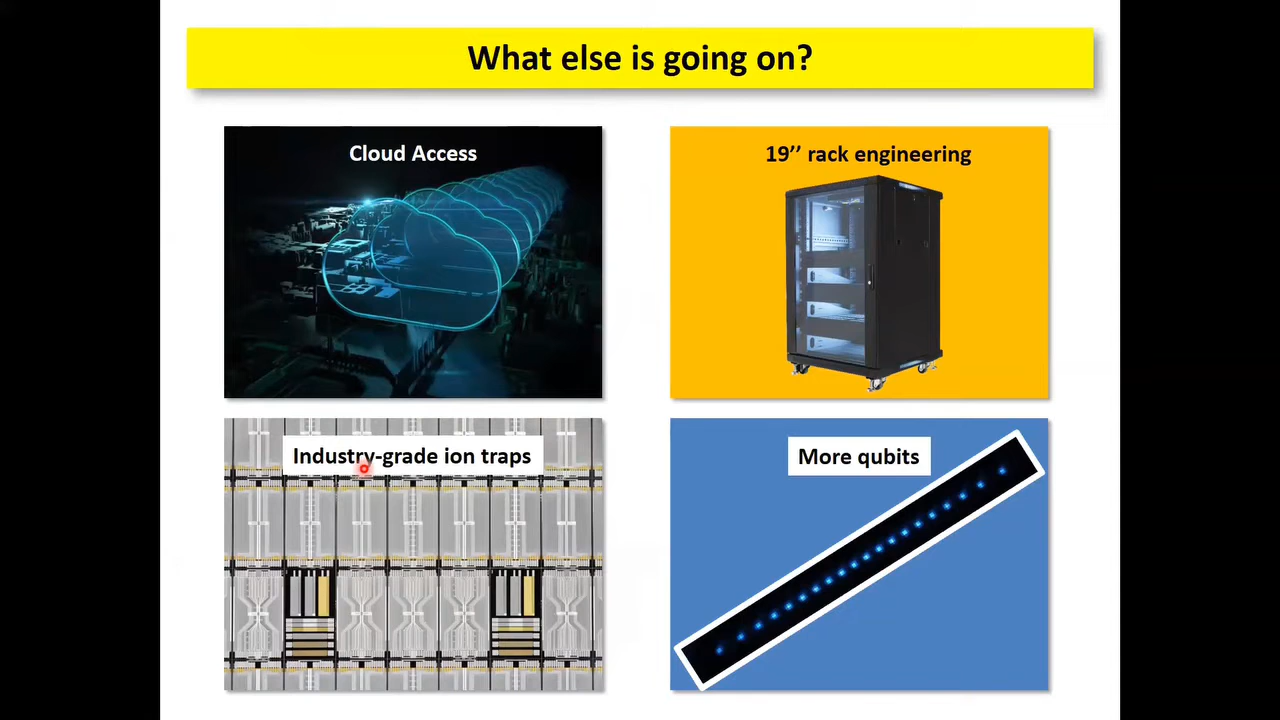 What else is going on?
Cloud Access
19’’ rack engineering
Industry-grade ion traps
More qubits